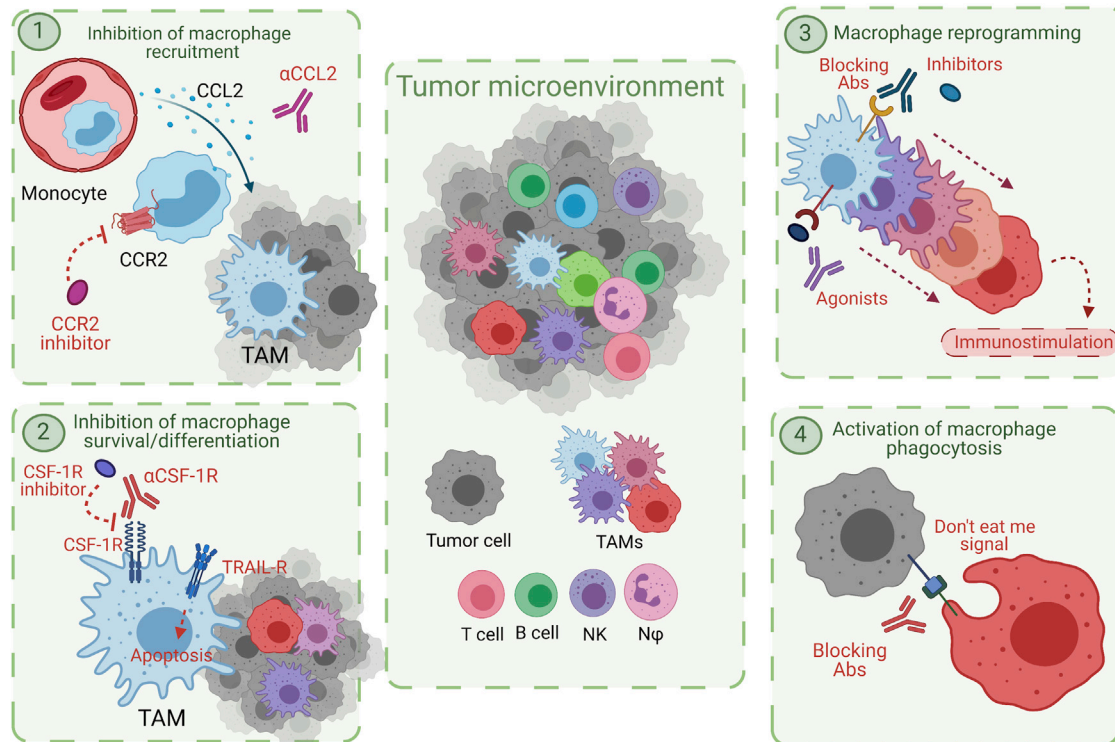 1
Inhibition of macrophage
recruitment
CCL2
αCCL2
Monocyte
CCR2
CCR2
inhibitor
TAM
2
Inhibition of macrophage
survival/differentiation
CSF-1R
inhibitor
αCSF-1R
CSF-1R
TRAIL-R
Apoptosis
TAM
Tumor microenvironment
Tumor cell
TAMs
T cell
B cell
NK
Nφ
3
Macrophage reprogramming
Blocking
Abs
Inhibitors
Agonists
Immunostimulation
4
Activation of macrophage
phagocytosis
Don't eat me
signal
Blocking
Abs